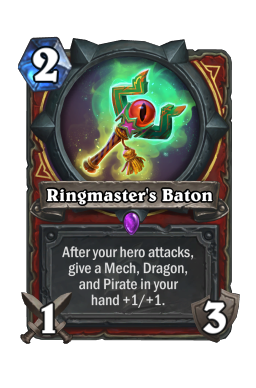 2
Ringmaster's Baton
After your hero attacks,
give a Mech, Dragon,
and Pirate in your
hand +1/+1.
1
3